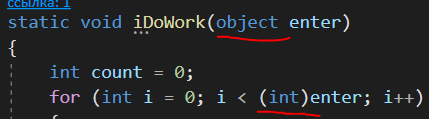 ссылка: 1
static void iDoWork(object enter)
{
int count = 0;
for (int i = 0; i < (int)enter; i++)
{